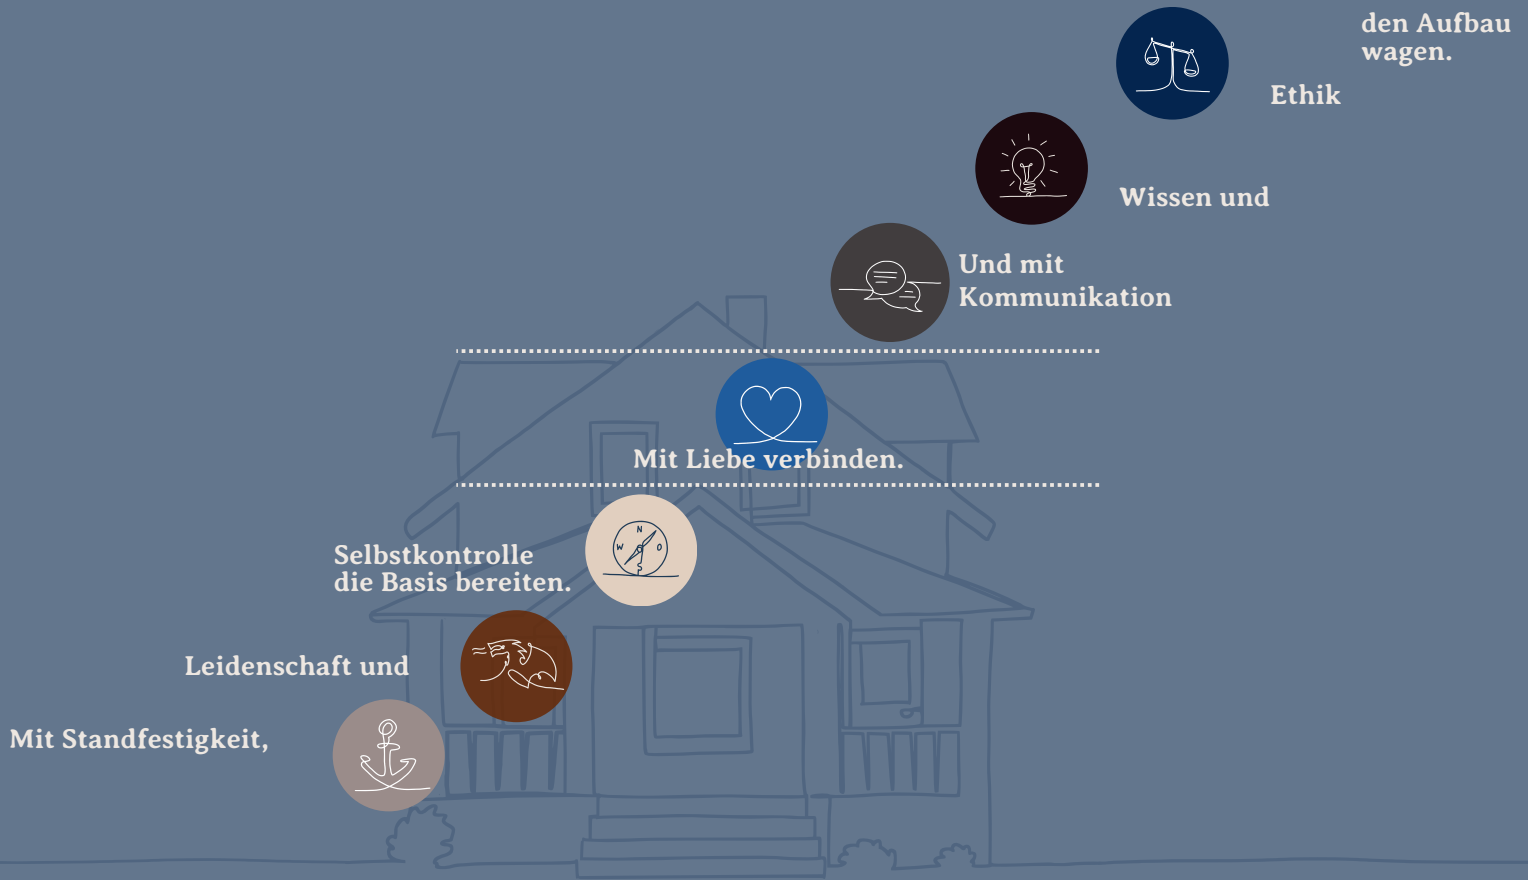 den Aufbau
wagen.
Ethik
Wissen und
Und mit
Kommunikation
Mit Liebe verbinden.
N
W O
Selbstkontrolle
die Basis bereiten.
Leidenschaft und
Mit Standfestigkeit,